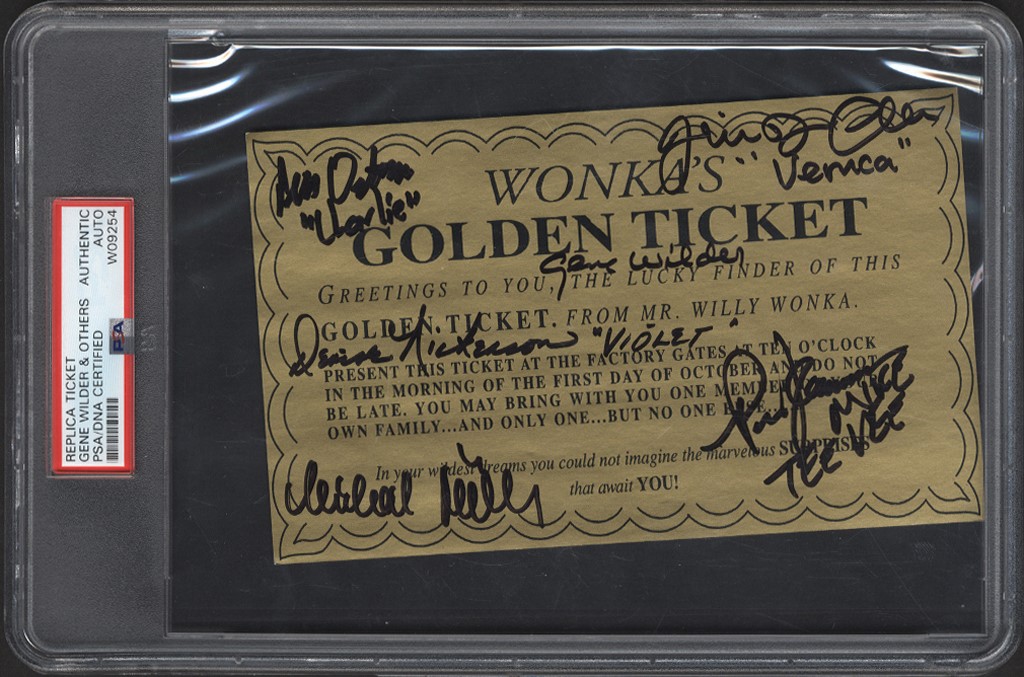 REPLICA TICKET
GENE WILDER & OTHERS AUTHENTIC
PSA/DNA CERTIFIED AUTO
W09254
PSA
WONKA'S
GOLDEN TICKET
GREETINGS TO YOU, THE LUCKY FINDER OF THIS
GOLDEN TICKET. FROM MR. WILLY WONKA.
PRESENT THIS TICKET AT THE FACTORY GATES AT TEN O'CLOCK
IN THE MORNING OF THE FIRST DAY OF OCTOBER AND DO NOT
BE LATE. YOU MAY BRING WITH YOU ONE MEMBER
OWN FAMILY...AND ONLY ONE...BUT NO ONE
In your wildest dreams you could not imagine the marvelous SURPRISES
that await YOU!
"Charlie"
"Veruca"
Gene Wilder
Denise Nickerson "VIOLET"
MIKE
TEE VEE